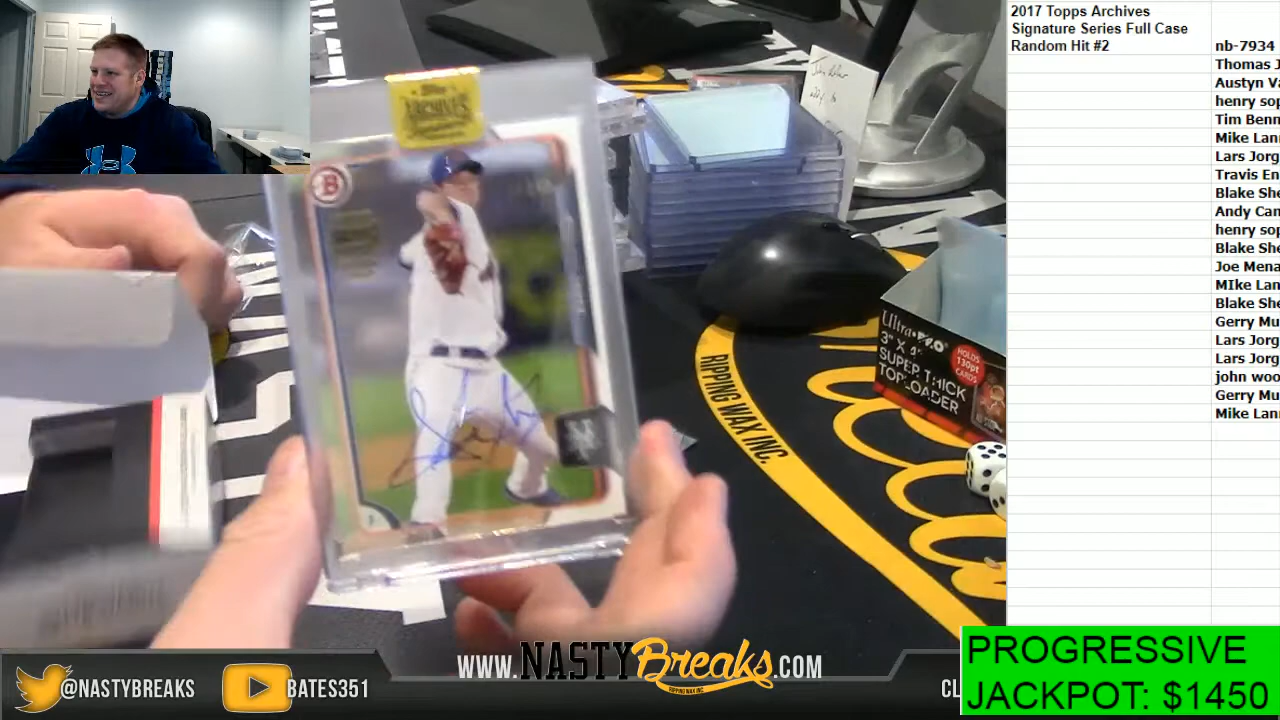 2017 Topps Archives
Signature Series Full Case
Random Hit #2
nb-7934
Thomas J
Austyn Va
henry sop
Tim Benn
Mike Lan
Lars Jorg
Travis En
Blake She
Andy Can
henry sop
Blake She
Joe Mena
MIke Lan
Blake She
Gerry Mu
Lars Jorg
Lars Jorg
john woo
Gerry Mu
Mike Lan
Topps
ARCHIVES
B
Ultra PRO
3" X 4"
SUPER THICK
TOPLOADER
HOLDS
130pt
CARDS
RIPPING WAX INC.
WWW.NASTYBreaks.COM
RIPPING WAX INC
@NASTYBREAKS
BATES351
CL
PROGRESSIVE
JACKPOT: $1450